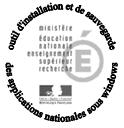 outil d'installation et de sauvegarde
ministère
éducation
nationale
enseignement
supérieur
recherche
É
des applications nationales sous windows